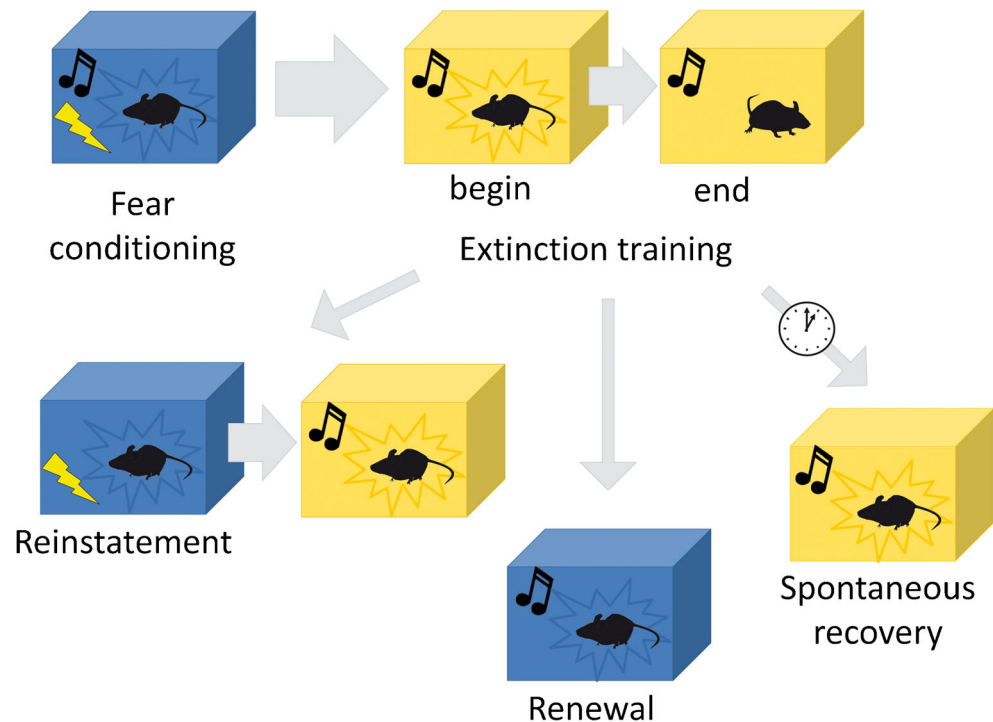 Fear
conditioning
begin
end
Extinction training
Reinstatement
Renewal
Spontaneous
recovery